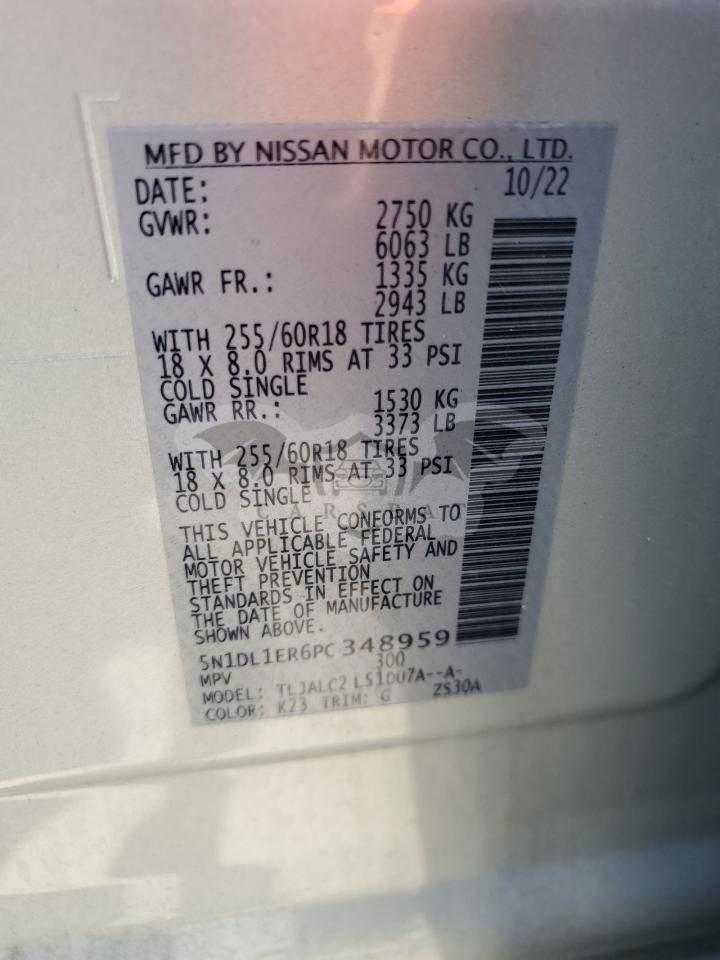 MFD BY NISSAN MOTOR CO., LTD.
DATE: 10/22
GVWR: 2750 KG
6063 LB
GAWR FR.: 1335 KG
2943 LB
WITH 255/60R18 TIRES
18 X 8.0 RIMS AT 33 PSI
COLD SINGLE
GAWR RR.: 1530 KG
3373 LB
WITH 255/60R18 TIRES
18 X 8.0 RIMS AT 33 PSI
COLD SINGLE
THIS VEHICLE CONFORMS TO
ALL APPLICABLE FEDERAL
MOTOR VEHICLE SAFETY AND
THEFT PREVENTION
STANDARDS IN EFFECT ON
THE DATE OF MANUFACTURE
SHOWN ABOVE.
5N1DL1ER6PC348959
MPV 300
MODEL: TLJALC2 L51DU7A--A-
COLOR: K23 TRIM: G ZS30A